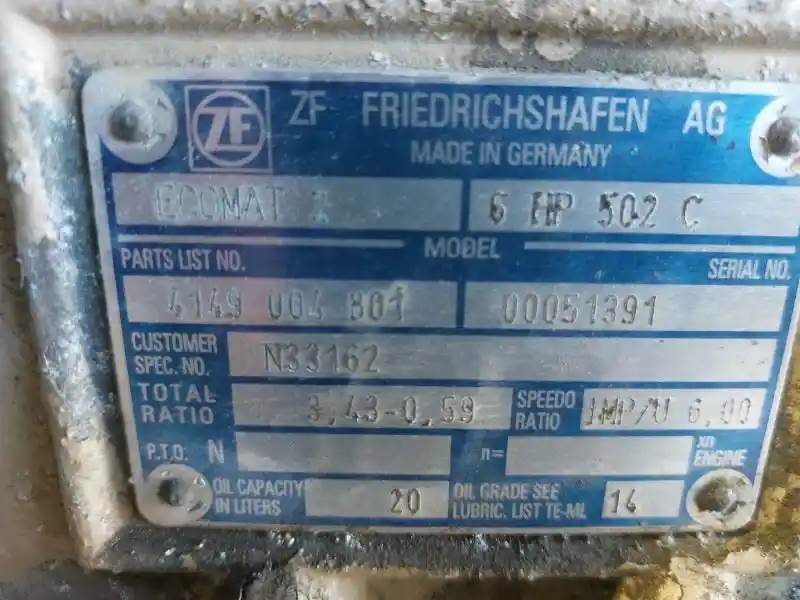 ZF ZF FRIEDRICHSHAFEN AG
MADE IN GERMANY
ECOMAT 2 6 HP 502 C
MODEL
PARTS LIST NO. SERIAL NO.
4149 004 801 00051391
CUSTOMER SPEC. NO. N33162
TOTAL RATIO 3,43-0,59 SPEEDO RATIO IMP/U 6,00
P.T.O. N n= xn ENGINE
OIL CAPACITY IN LITERS 20 OIL GRADE SEE LUBRIC. LIST TE-ML 14